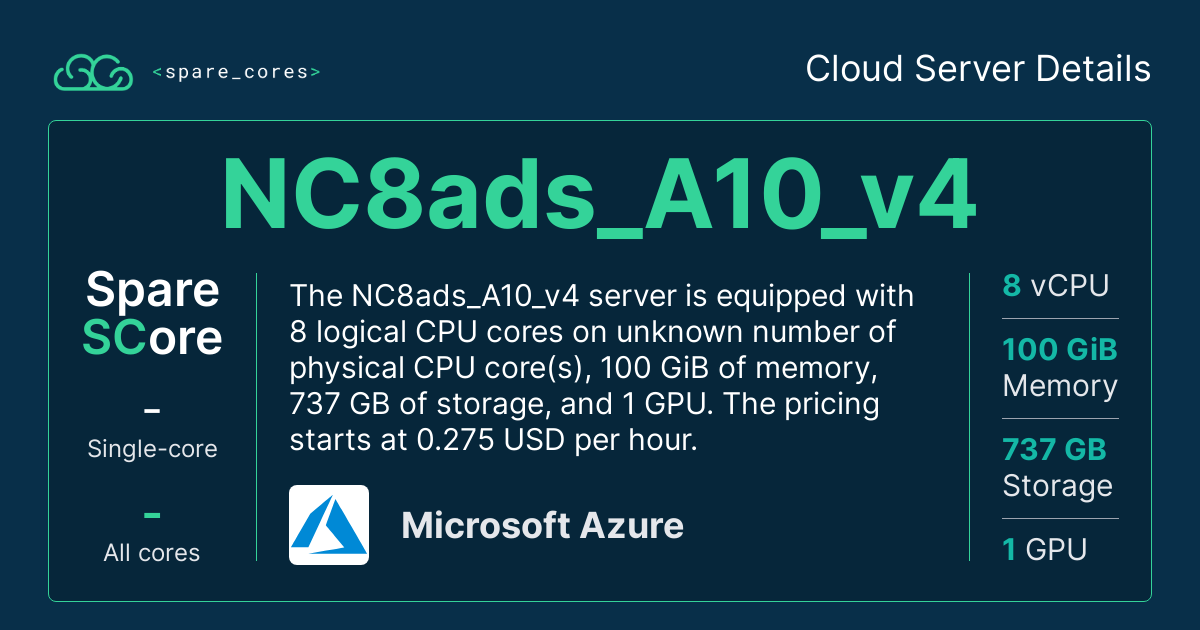 <spare_cores>
Cloud Server Details
NC8ads_A10_v4
Spare
SCore
–
Single-core
–
All cores
The NC8ads_A10_v4 server is equipped with
8 logical CPU cores on unknown number of
physical CPU core(s), 100 GiB of memory,
737 GB of storage, and 1 GPU. The pricing
starts at 0.275 USD per hour.
Microsoft Azure
8 vCPU
100 GiB
Memory
737 GB
Storage
1 GPU